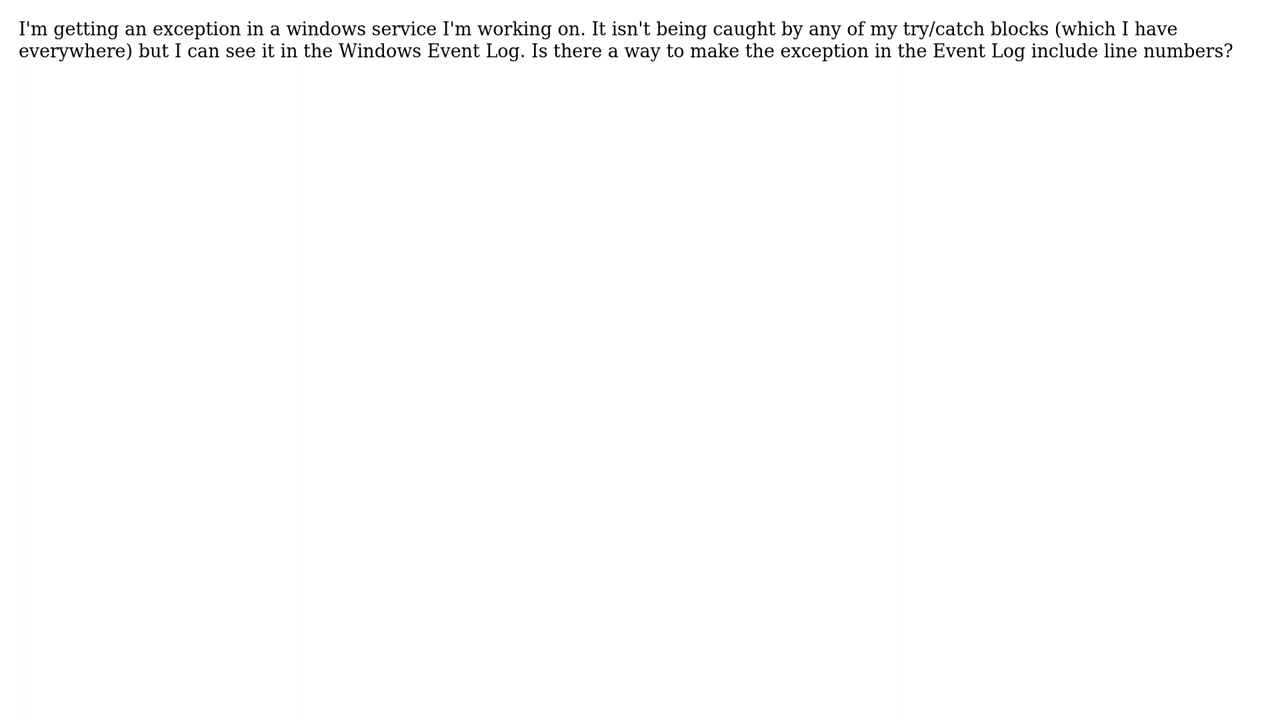 I'm getting an exception in a windows service I'm working on. It isn't being caught by any of my try/catch blocks (which I have
everywhere) but I can see it in the Windows Event Log. Is there a way to make the exception in the Event Log include line numbers?